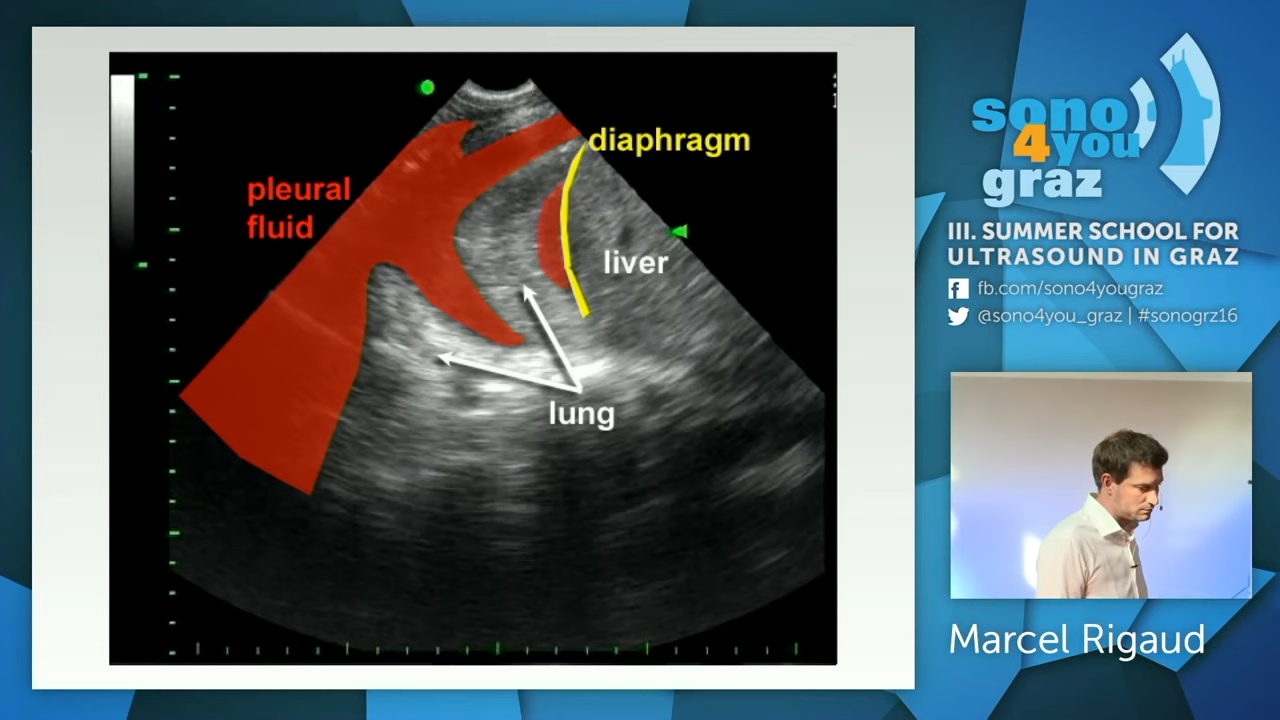 diaphragm
pleural
fluid
liver
lung
sono
4you
graz
III. SUMMER SCHOOL FOR
ULTRASOUND IN GRAZ
fb.com/sono4yougraz
@sono4you_graz | #sonogrz16
Marcel Rigaud